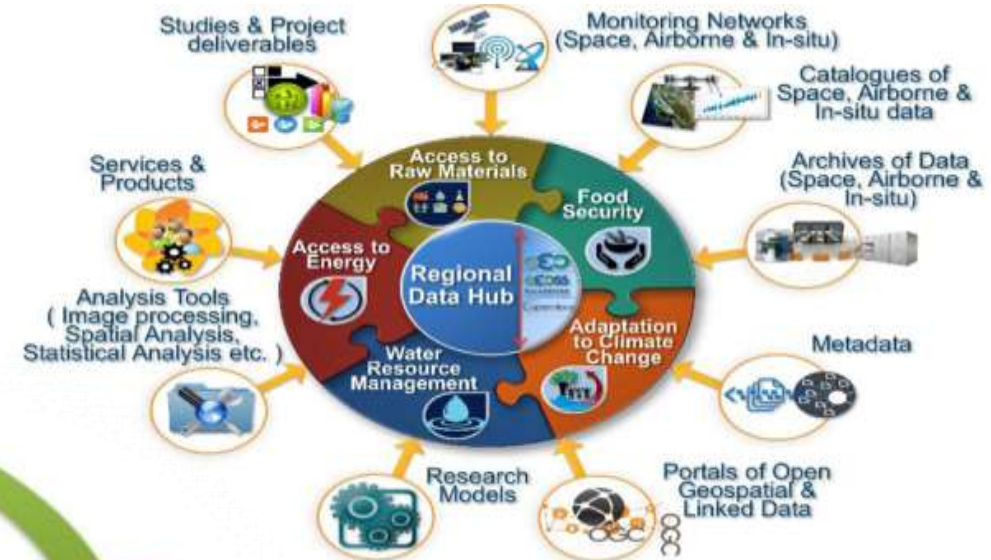 Studies & Project
deliverables
Monitoring Networks
(Space, Airborne & In-situ)
Catalogues of
Space, Airborne &
In-situ data
Services &
Products
Archives of Data
(Space, Airborne &
In-situ)
Access to
Raw Materials
Food
Security
Access to
Energy
Regional
Data Hub
Analysis Tools
( Image processing,
Spatial Analysis,
Statistical Analysis etc. )
Adaptation
to Climate
Change
Water
Resource
Management
Metadata
Research
Models
Portals of Open
Geospatial &
Linked Data
OGC